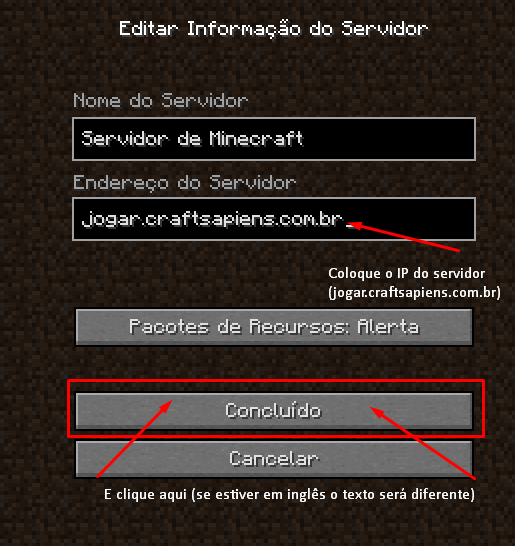 Editar Informação do Servidor
Nome do Servidor
Servidor de Minecraft
Endereço do Servidor
jogar.craftsapiens.com.br_
Coloque o IP do servidor
(jogar.craftsapiens.com.br)
Pacotes de Recursos: Alerta
Concluído
Cancelar
E clique aqui (se estiver em inglês o texto será diferente)